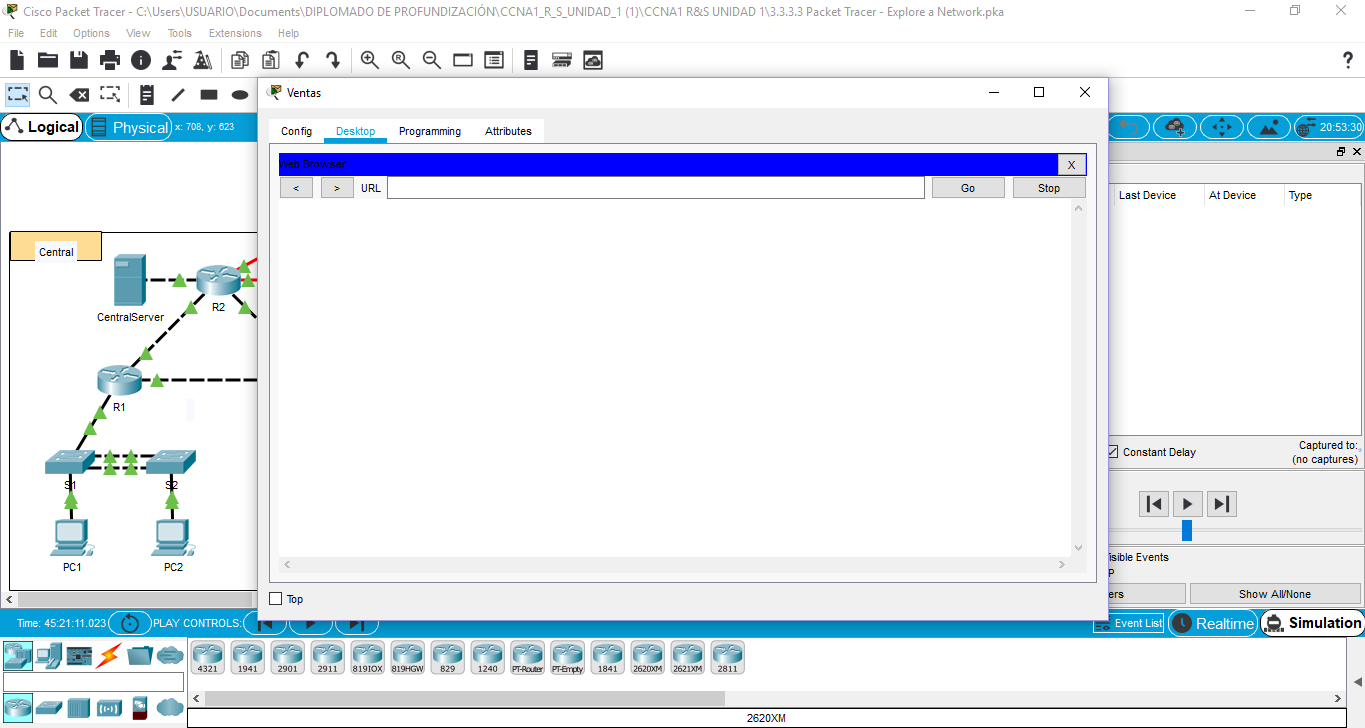 Cisco Packet Tracer - C:\Users\USUARIO\Documents\DIPLOMADO DE PROFUNDIZACIÓN\CCNA1_R_S_UNIDAD_1 (1)\CCNA1 R&S UNIDAD 1\3.3.3.3 Packet Tracer - Explore a Network.pka
File Edit Options View Tools Extensions Help
Ventas
Logical Physical x: 708, y: 623
20:53:30
Config Desktop Programming Attributes
Web Browser X
< > URL Go Stop
Last Device At Device Type
Central
CentralServer
R2
R1
S1 S2
PC1 PC2
Constant Delay
Captured to:
(no captures)
isible Events
P
ers Show All/None
Top
Time: 45:21:11.023 PLAY CONTROLS:
Event List Realtime Simulation
4321 1941 2901 2911 819IOX 819HGW 829 1240 PT-Router PT-Empty 1841 2620XM 2621XM 2811
2620XM